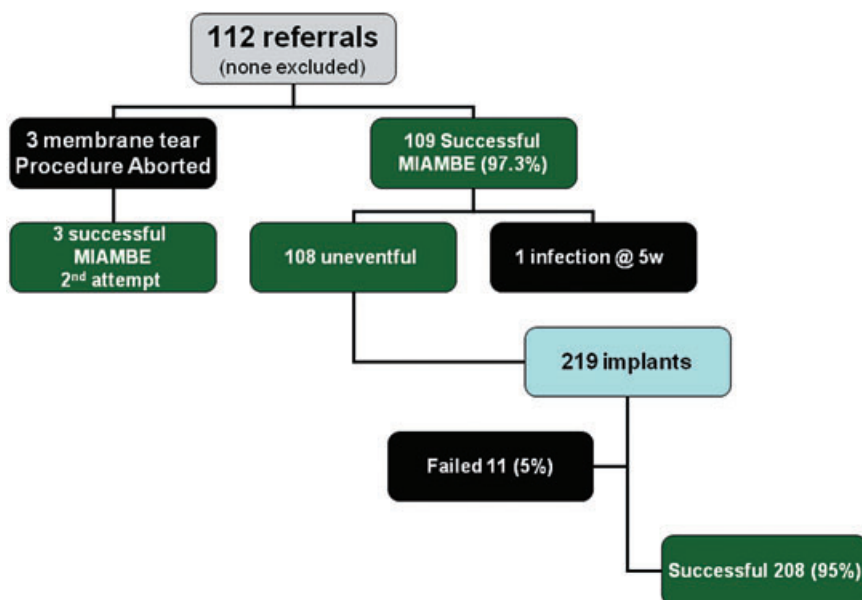 112 referrals
(none excluded)
3 membrane tear
Procedure Aborted
109 Successful
MIAMBE (97.3%)
3 successful
MIAMBE
2nd attempt
108 uneventful
1 infection @ 5w
219 implants
Failed 11 (5%)
Successful 208 (95%)